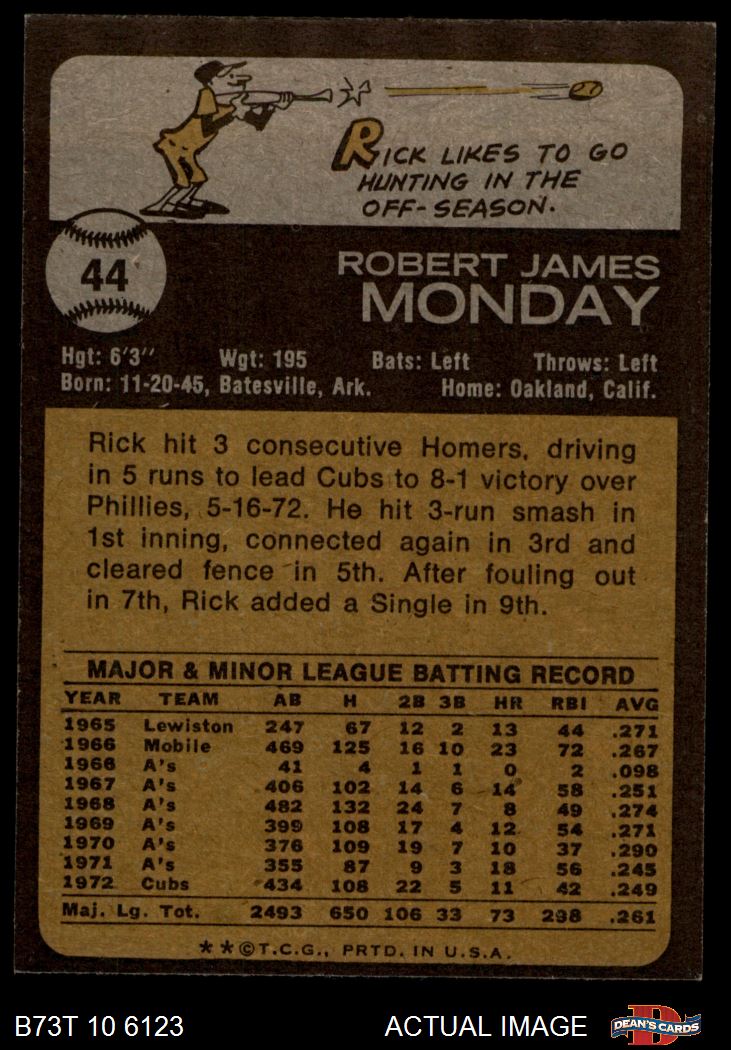 RICK LIKES TO GO
HUNTING IN THE
OFF-SEASON.
44
ROBERT JAMES
MONDAY
Hgt: 6'3" Wgt: 195 Bats: Left Throws: Left
Born: 11-20-45, Batesville, Ark. Home: Oakland, Calif.
Rick hit 3 consecutive Homers, driving
in 5 runs to lead Cubs to 8-1 victory over
Phillies, 5-16-72. He hit 3-run smash in
1st inning, connected again in 3rd and
cleared fence in 5th. After fouling out
in 7th, Rick added a Single in 9th.
MAJOR & MINOR LEAGUE BATTING RECORD
YEAR TEAM AB H 2B 3B HR RBI AVG
1965 Lewiston 247 67 12 2 13 44 .271
1966 Mobile 469 125 16 10 23 72 .267
1966 A's 41 4 1 1 0 2 .098
1967 A's 406 102 14 6 14 58 .251
1968 A's 482 132 24 7 8 49 .274
1969 A's 399 108 17 4 12 54 .271
1970 A's 376 109 19 7 10 37 .290
1971 A's 355 87 9 3 18 56 .245
1972 Cubs 434 108 22 5 11 42 .249
Maj. Lg. Tot. 2493 650 106 33 73 298 .261
**©T.C.G., PRTD. IN U.S.A.
B73T 10 6123 ACTUAL IMAGE
D
DEAN'S CARDS